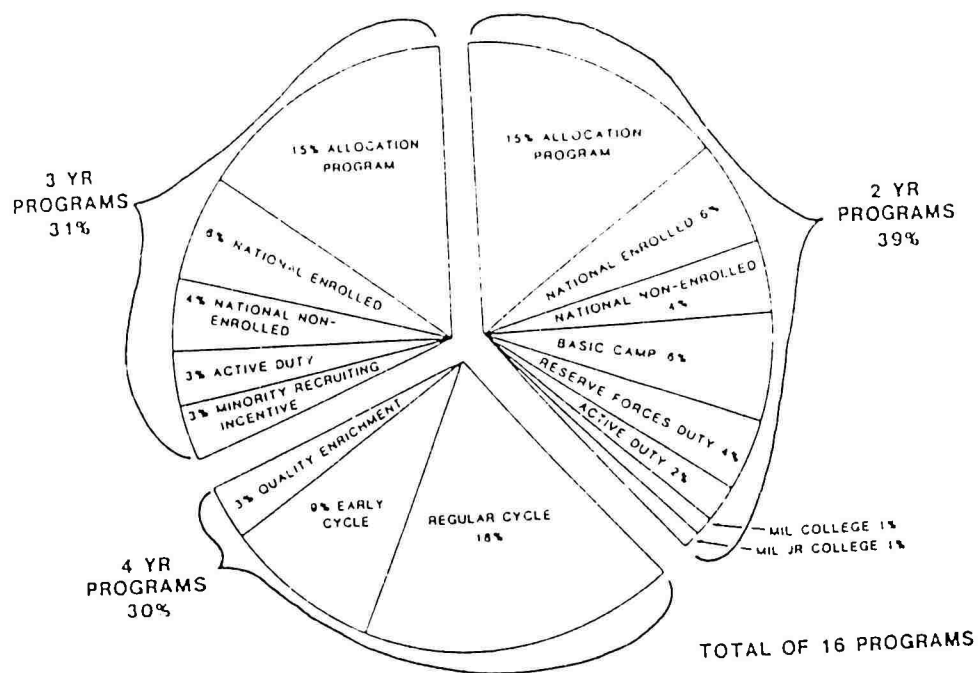 3 YR
PROGRAMS
31%
15% ALLOCATION
PROGRAM
6% NATIONAL ENROLLED
4% NATIONAL NON-
ENROLLED
3% ACTIVE DUTY
3% MINORITY RECRUITING
INCENTIVE
15% ALLOCATION
PROGRAM
NATIONAL ENROLLED 6%
NATIONAL NON-ENROLLED
4%
BASIC CAMP 6%
RESERVE FORCES DUTY 4%
ACTIVE DUTY 2%
MIL COLLEGE 1%
MIL JR COLLEGE 1%
2 YR
PROGRAMS
39%
3% QUALITY ENRICHMENT
9% EARLY
CYCLE
REGULAR CYCLE
18%
4 YR
PROGRAMS
30%
TOTAL OF 16 PROGRAMS